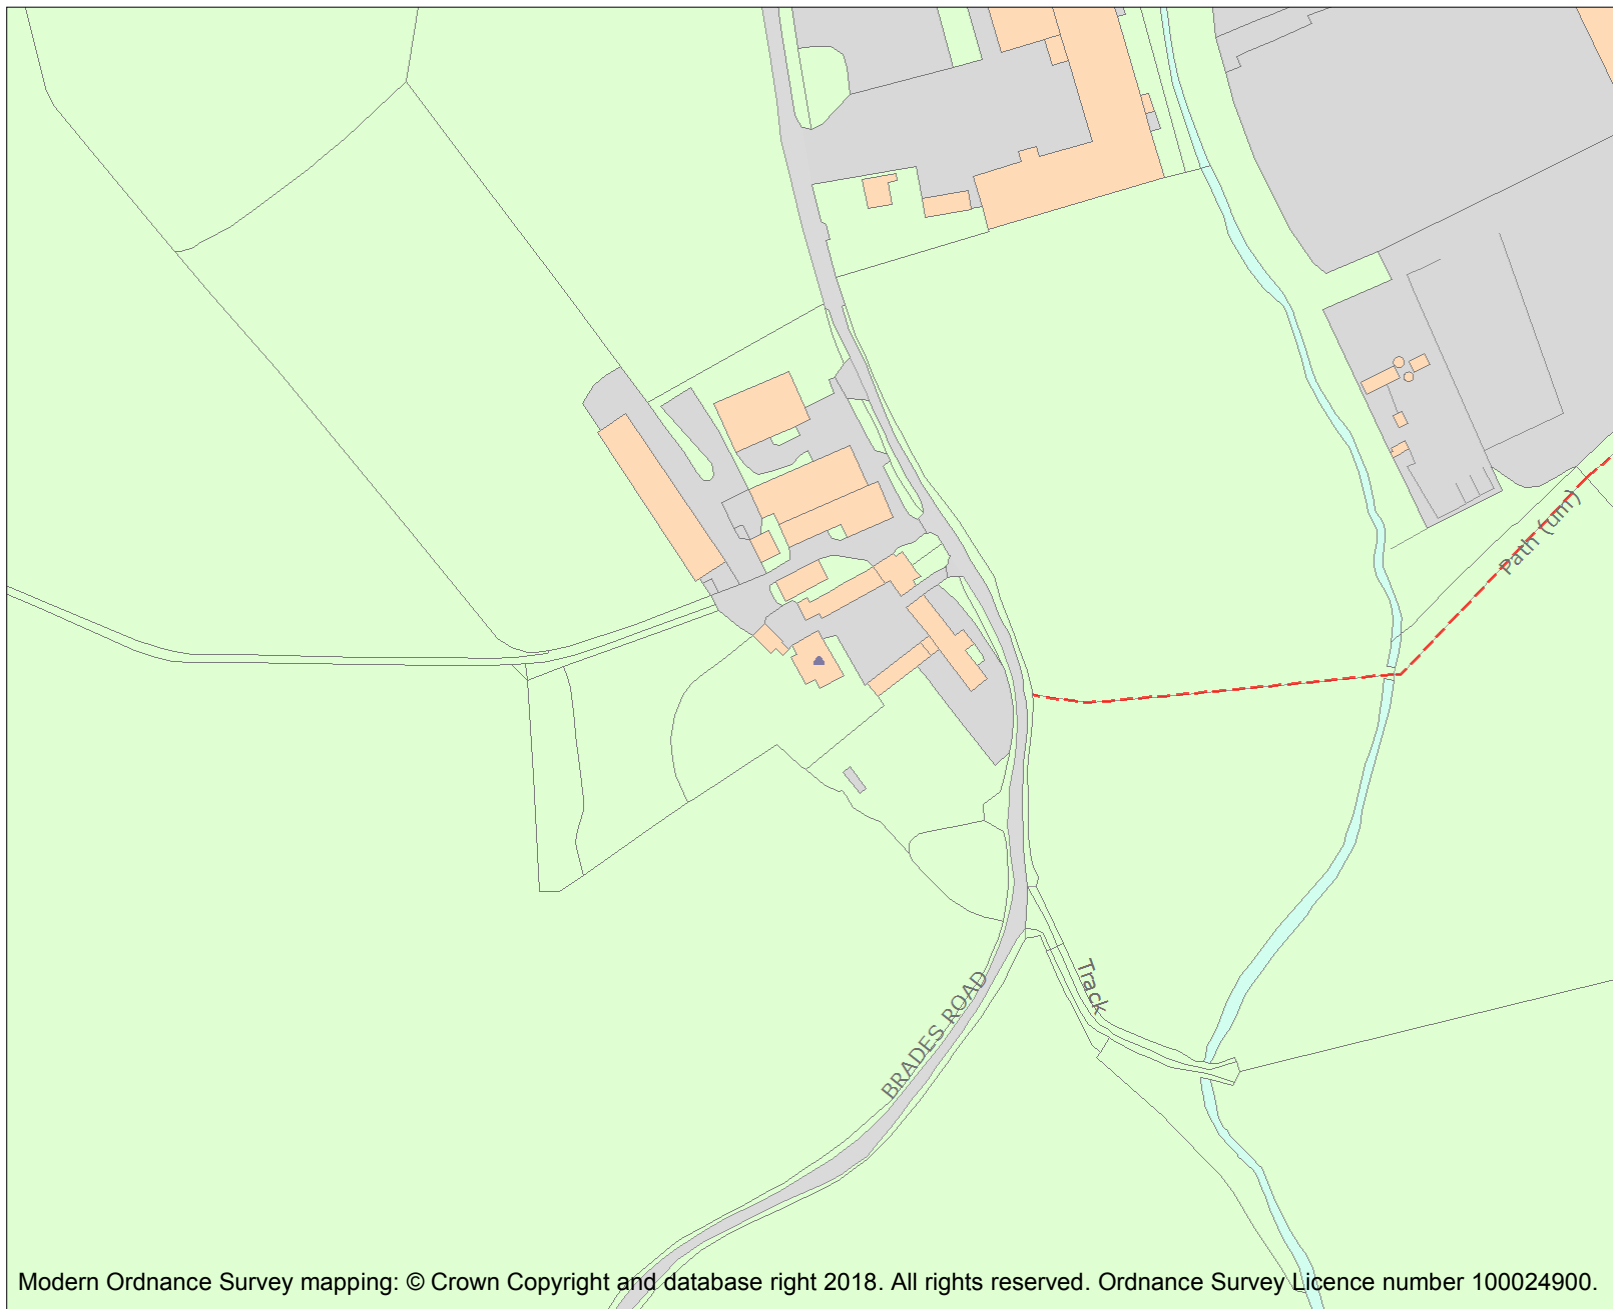 Path (um)
Track
BRADES ROAD
Modern Ordnance Survey mapping: © Crown Copyright and database right 2018. All rights reserved. Ordnance Survey Licence number 100024900.